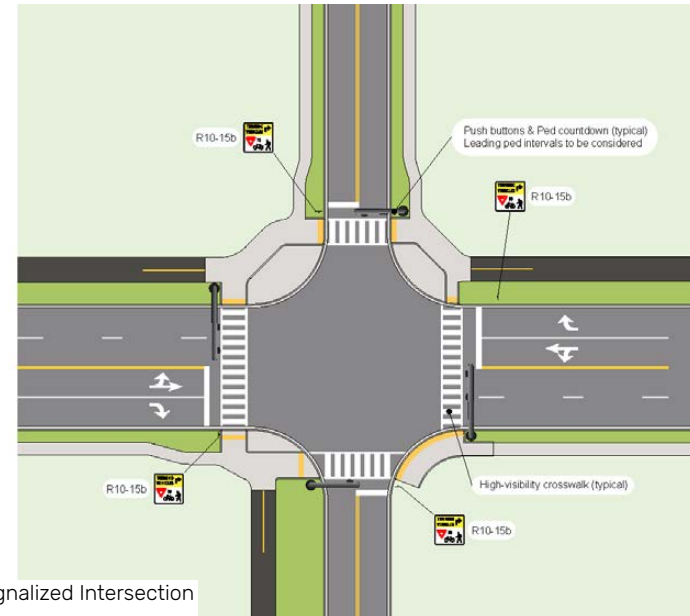 R10-15b
Push buttons & Ped countdown (typical)
Leading ped intervals to be considered
R10-15b
R10-15b
High-visibility crosswalk (typical)
R10-15b
gnalized Intersection